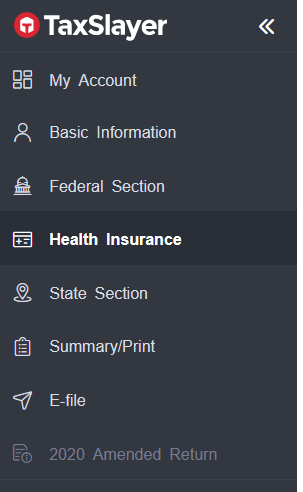 TaxSlayer
My Account
Basic Information
Federal Section
Health Insurance
State Section
Summary/Print
E-file
2020 Amended Return